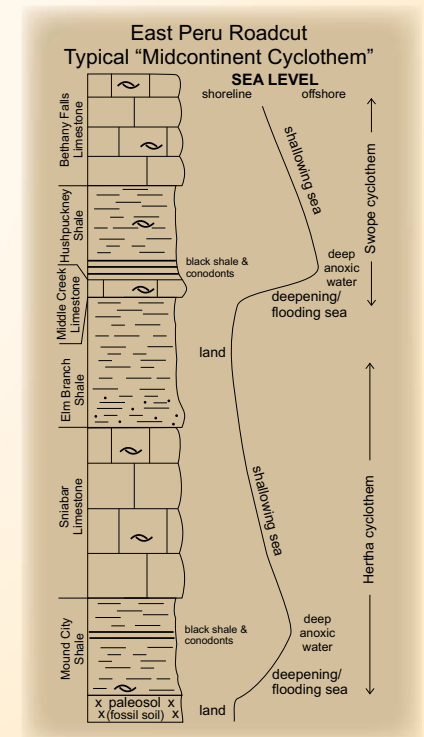 East Peru Roadcut
Typical “Midcontinent Cyclothem”
SEA LEVEL
shoreline
offshore
Bethany Falls
Limestone
shallowing sea
Swope cyclothem
Hushpuckney
Shale
black shale &
conodonts
deep
anoxic
water
Middle Creek
Limestone
deepening/
flooding sea
land
Elm Branch
Shale
Sniabar
Limestone
shallowing sea
Hertha cyclothem
Mound City
Shale
black shale &
conodonts
deep
anoxic
water
deepening/
flooding sea
x paleosol x
x (fossil soil) x
land